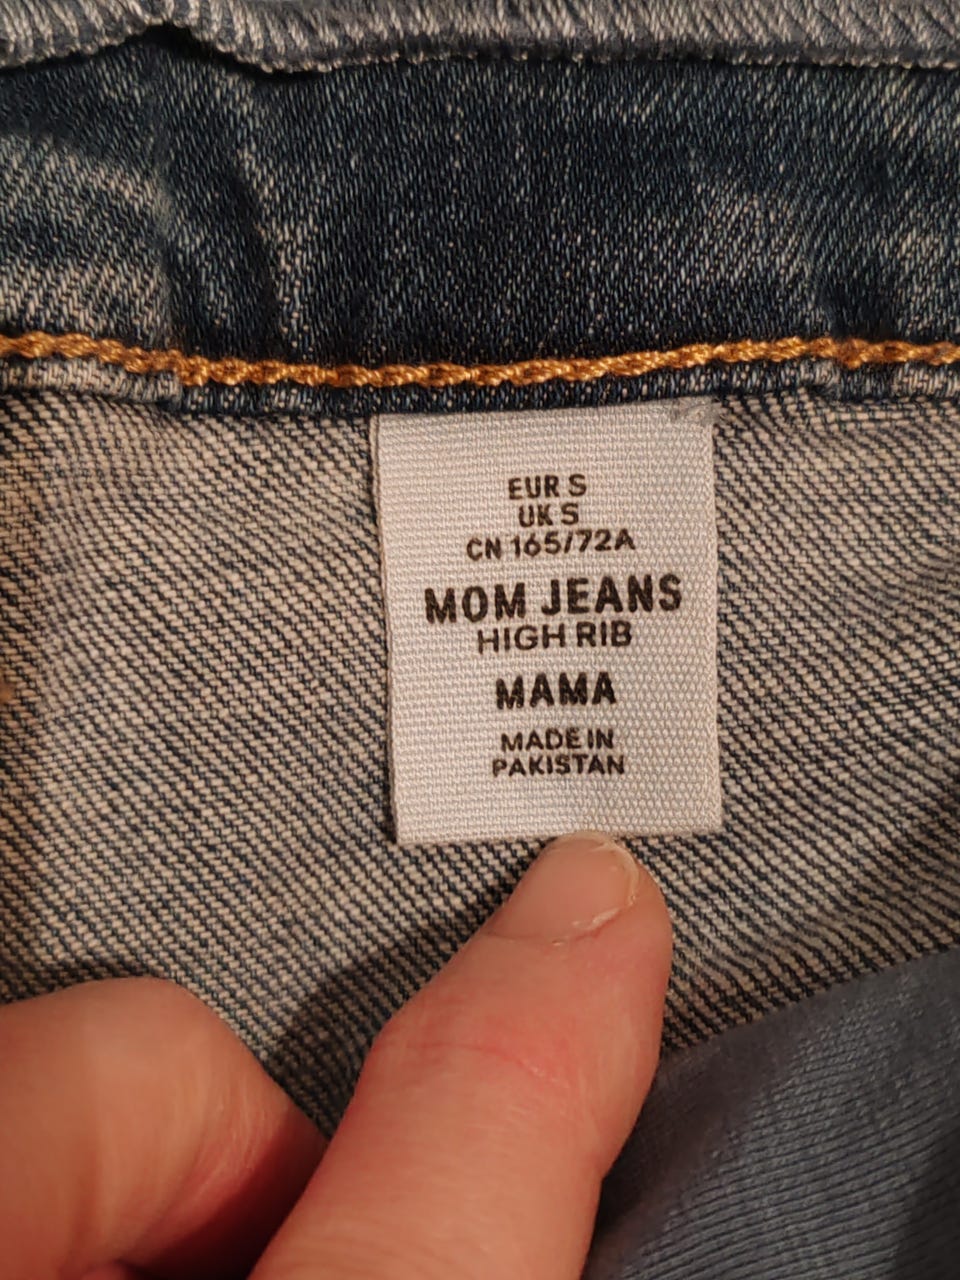 EUR S
UK S
CN 165/72A
MOM JEANS
HIGH RIB
MAMA
MADE IN
PAKISTAN